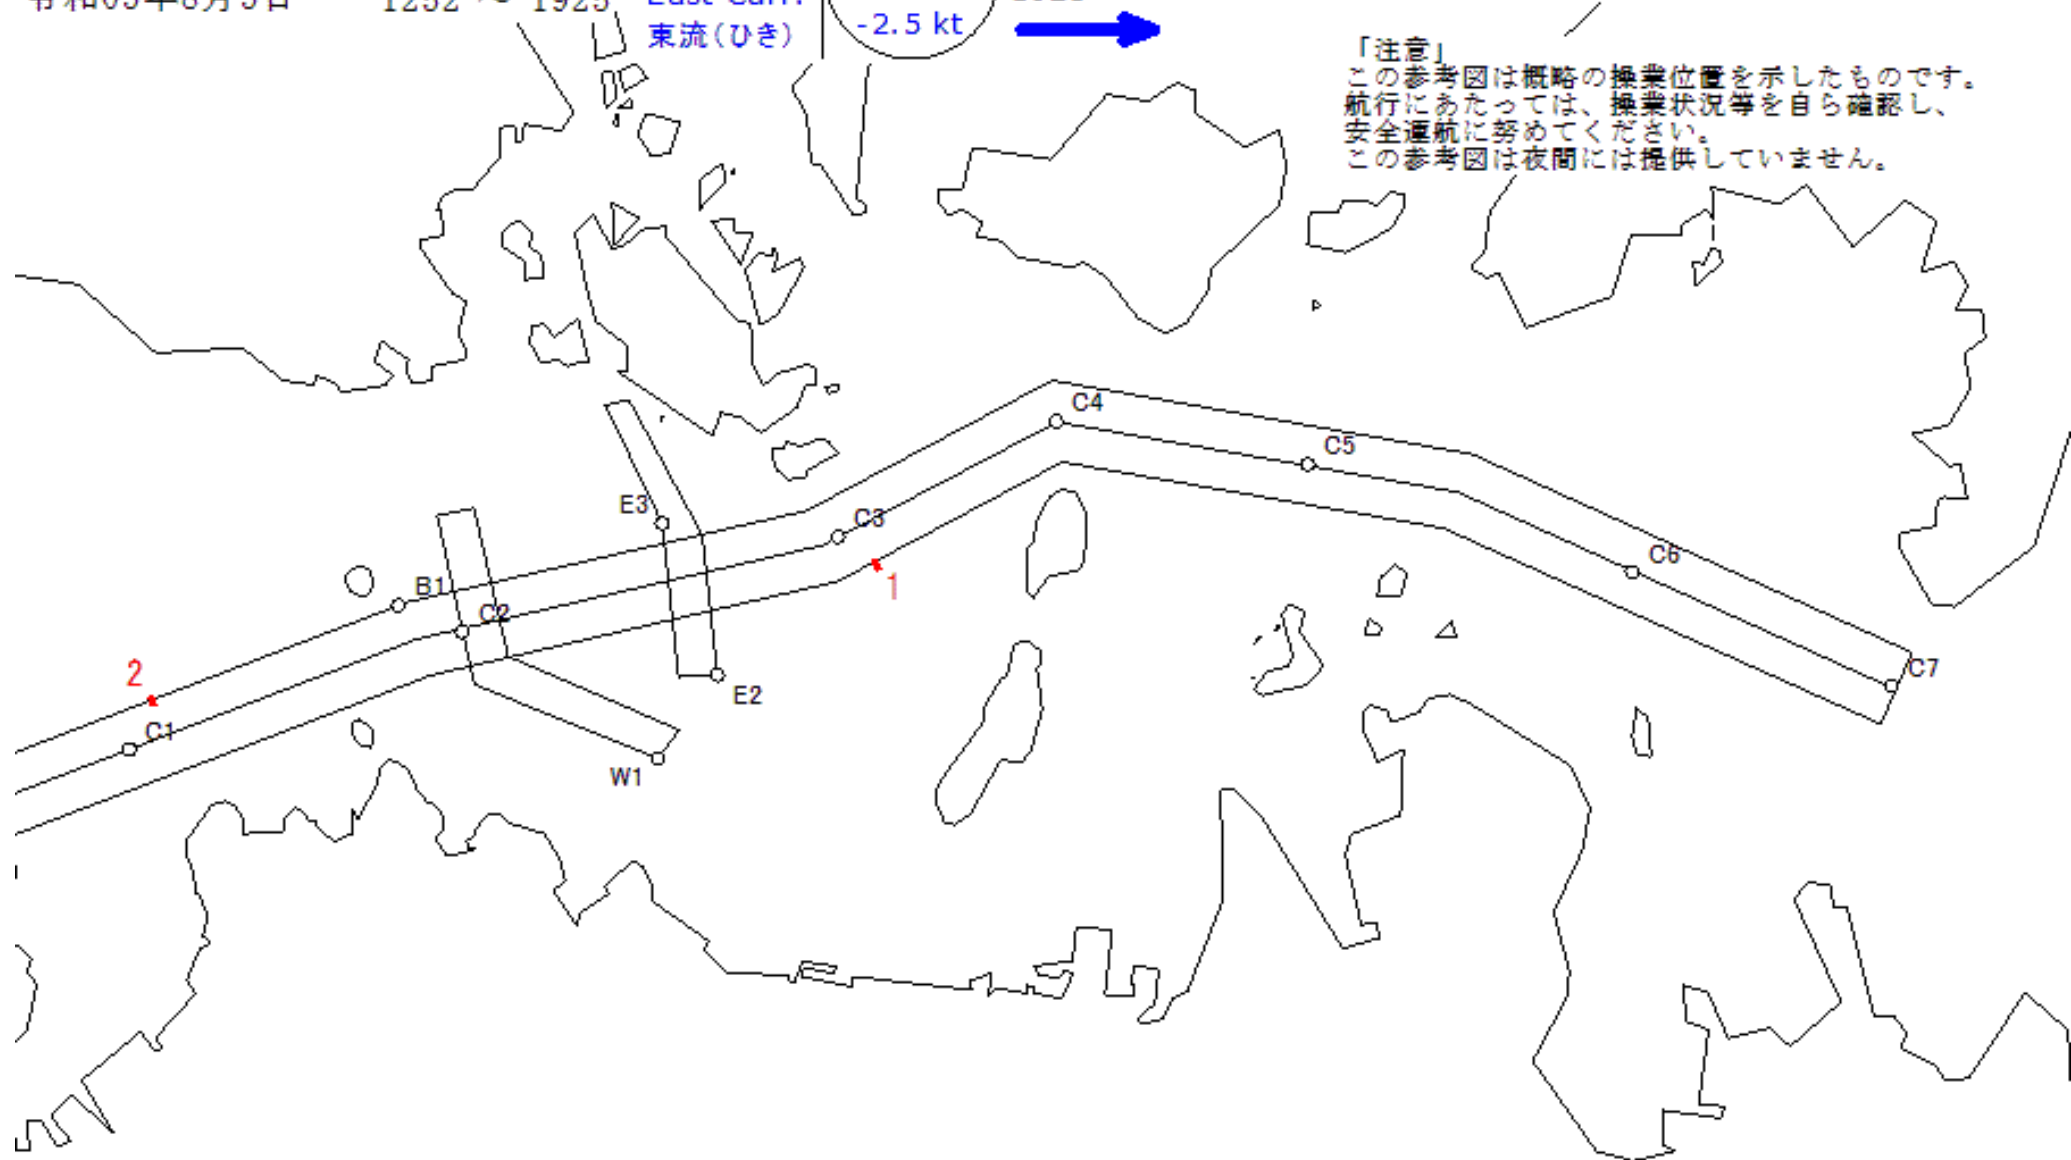 1252 ～ 1925
東流(ひき)
-2.5 kt
「注意」
この参考図は概略の操業位置を示したものです。
航行にあたっては、操業状況等を自ら確認し、
安全運航に努めてください。
この参考図は夜間には提供していません。
C4
C5
E3
C3
C6
B1
1
C2
2
C7
E2
C1
W1